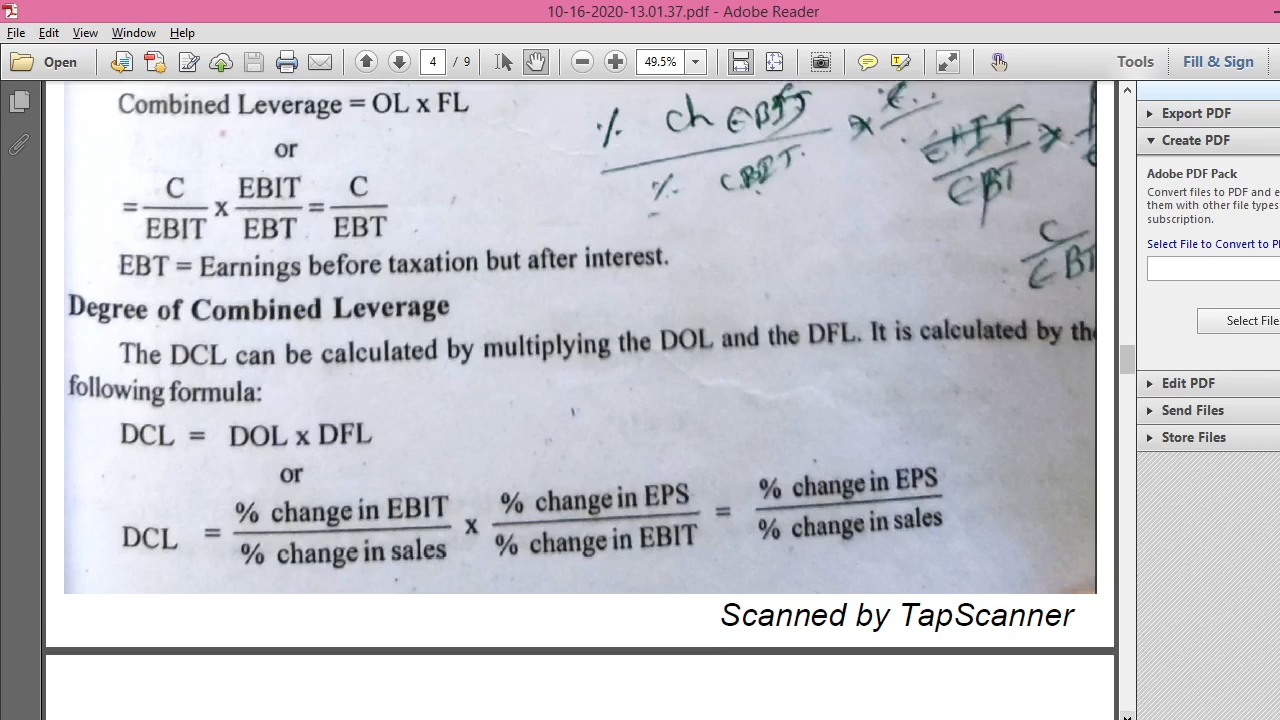 10-16-2020-13.01.37.pdf - Adobe Reader
File Edit View Window Help
Open 4 / 9 49.5% Tools Fill & Sign
Combined Leverage = OL x FL
or
= C/EBIT x EBIT/EBT = C/EBT
EBT = Earnings before taxation but after interest.
Degree of Combined Leverage
The DCL can be calculated by multiplying the DOL and the DFL. It is calculated by the
following formula:
DCL = DOL x DFL
or
DCL = % change in EBIT/% change in sales x % change in EPS/% change in EBIT = % change in EPS/% change in sales
Scanned by TapScanner
% ch
%
C
Export PDF
Create PDF
Adobe PDF Pack
Convert files to PDF and e
them with other file types
subscription.
Select File to Convert to P
Select File
Edit PDF
Send Files
Store Files